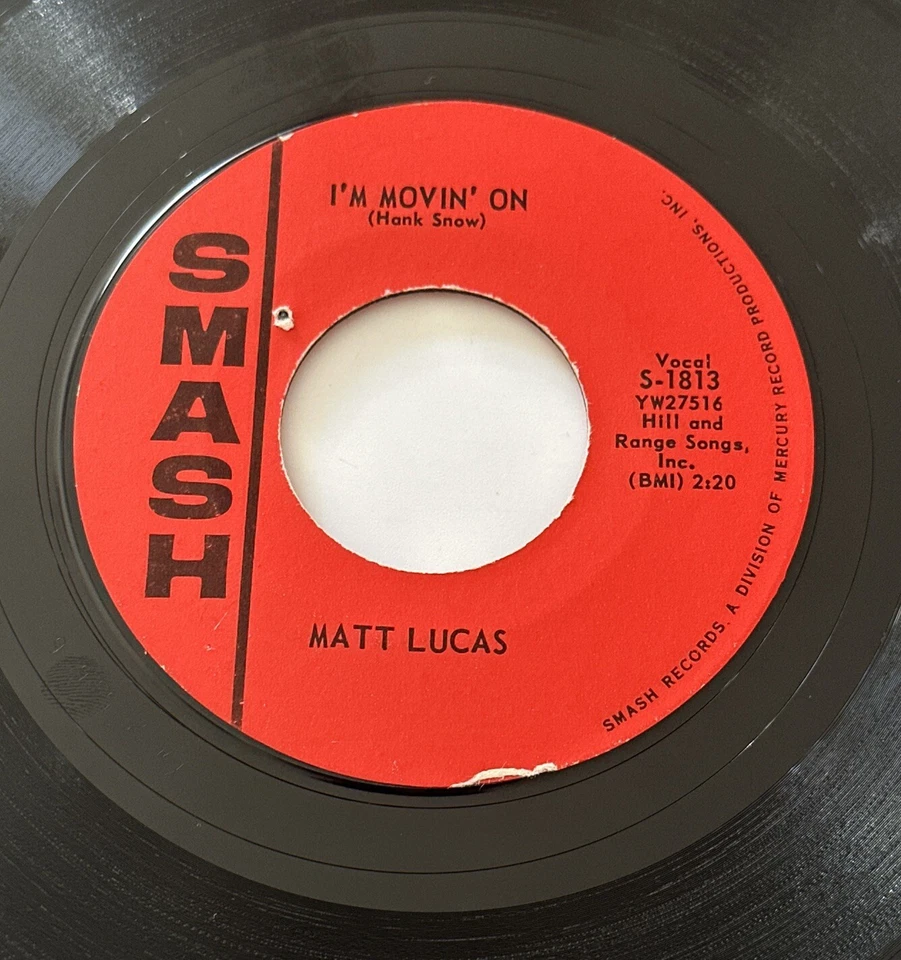 SMASH
I'M MOVIN' ON
(Hank Snow)
Vocal
S-1813
YW27516
Hill and
Range Songs,
Inc.
(BMI) 2:20
MATT LUCAS
SMASH RECORDS. A DIVISION OF MERCURY RECORD PRODUCTIONS, INC.